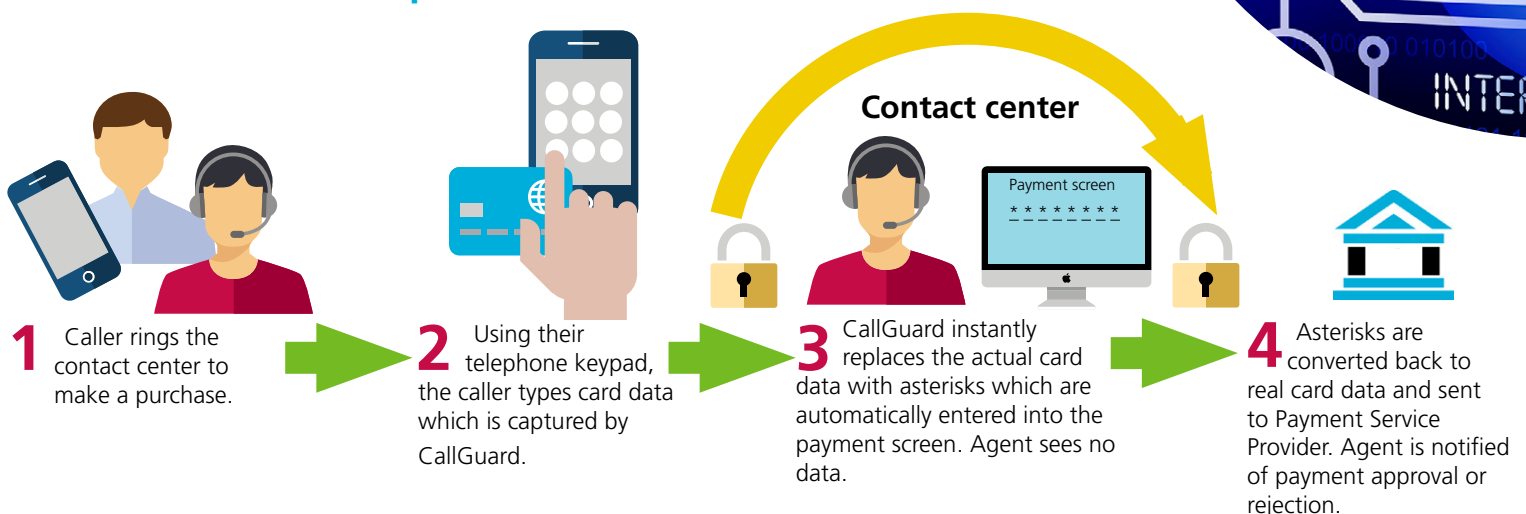 010100
INTE
Contact center
Payment screen
* * * * * * * *
1 Caller rings the
contact center to
make a purchase.
2 Using their
telephone keypad,
the caller types card data
which is captured by
CallGuard.
3 CallGuard instantly
replaces the actual card
data with asterisks which are
automatically entered into the
payment screen. Agent sees no
data.
4 Asterisks are
converted back to
real card data and sent
to Payment Service
Provider. Agent is notified
of payment approval or
rejection.